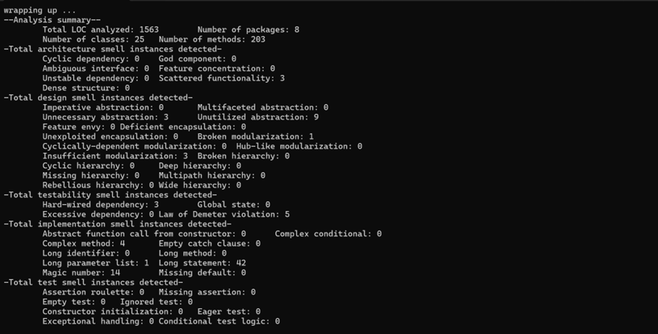 wrapping up ...
--Analysis summary--
Total LOC analyzed: 1563 Number of packages: 8
Number of classes: 25 Number of methods: 203
-Total architecture smell instances detected-
Cyclic dependency: 0 God component: 0
Ambiguous interface: 0 Feature concentration: 0
Unstable dependency: 0 Scattered functionality: 3
Dense structure: 0
-Total design smell instances detected-
Imperative abstraction: 0 Multifaceted abstraction: 0
Unnecessary abstraction: 3 Unutilized abstraction: 9
Feature envy: 0 Deficient encapsulation: 0
Unexploited encapsulation: 0 Broken modularization: 1
Cyclically-dependent modularization: 0 Hub-like modularization: 0
Insufficient modularization: 3 Broken hierarchy: 0
Cyclic hierarchy: 0 Deep hierarchy: 0
Missing hierarchy: 0 Multipath hierarchy: 0
Rebellious hierarchy: 0 Wide hierarchy: 0
-Total testability smell instances detected-
Hard-wired dependency: 3 Global state: 0
Excessive dependency: 0 Law of Demeter violation: 5
-Total implementation smell instances detected-
Abstract function call from constructor: 0 Complex conditional: 0
Complex method: 4 Empty catch clause: 0
Long identifier: 0 Long method: 0
Long parameter list: 1 Long statement: 42
Magic number: 14 Missing default: 0
-Total test smell instances detected-
Assertion roulette: 0 Missing assertion: 0
Empty test: 0 Ignored test: 0
Constructor initialization: 0 Eager test: 0
Exceptional handling: 0 Conditional test logic: 0